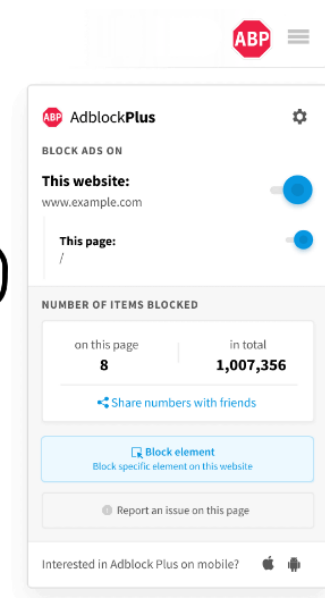 ABP
ABP AdblockPlus
BLOCK ADS ON
This website:
www.example.com
This page:
/
NUMBER OF ITEMS BLOCKED
on this page in total
8 1,007,356
Share numbers with friends
Block element
Block specific element on this website
Report an issue on this page
Interested in Adblock Plus on mobile?